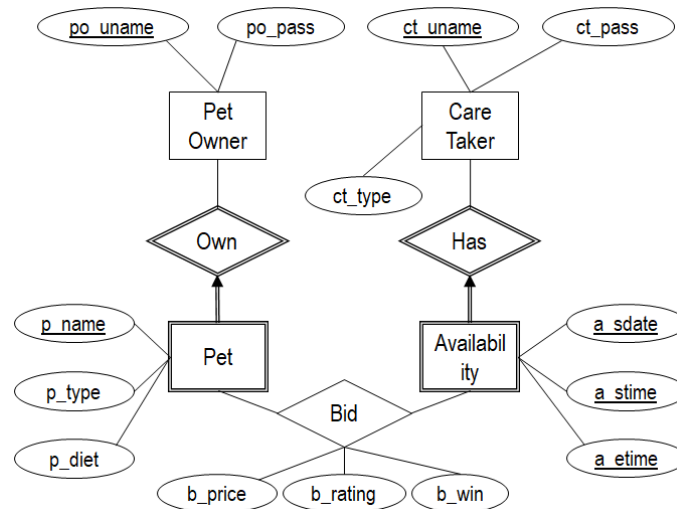 po_uname
po_pass
ct_uname
ct_pass
Pet
Owner
Care
Taker
ct_type
Own
Has
p_name
Pet
Availabil
ity
a_sdate
p_type
Bid
a_stime
p_diet
a_etime
b_price
b_rating
b_win